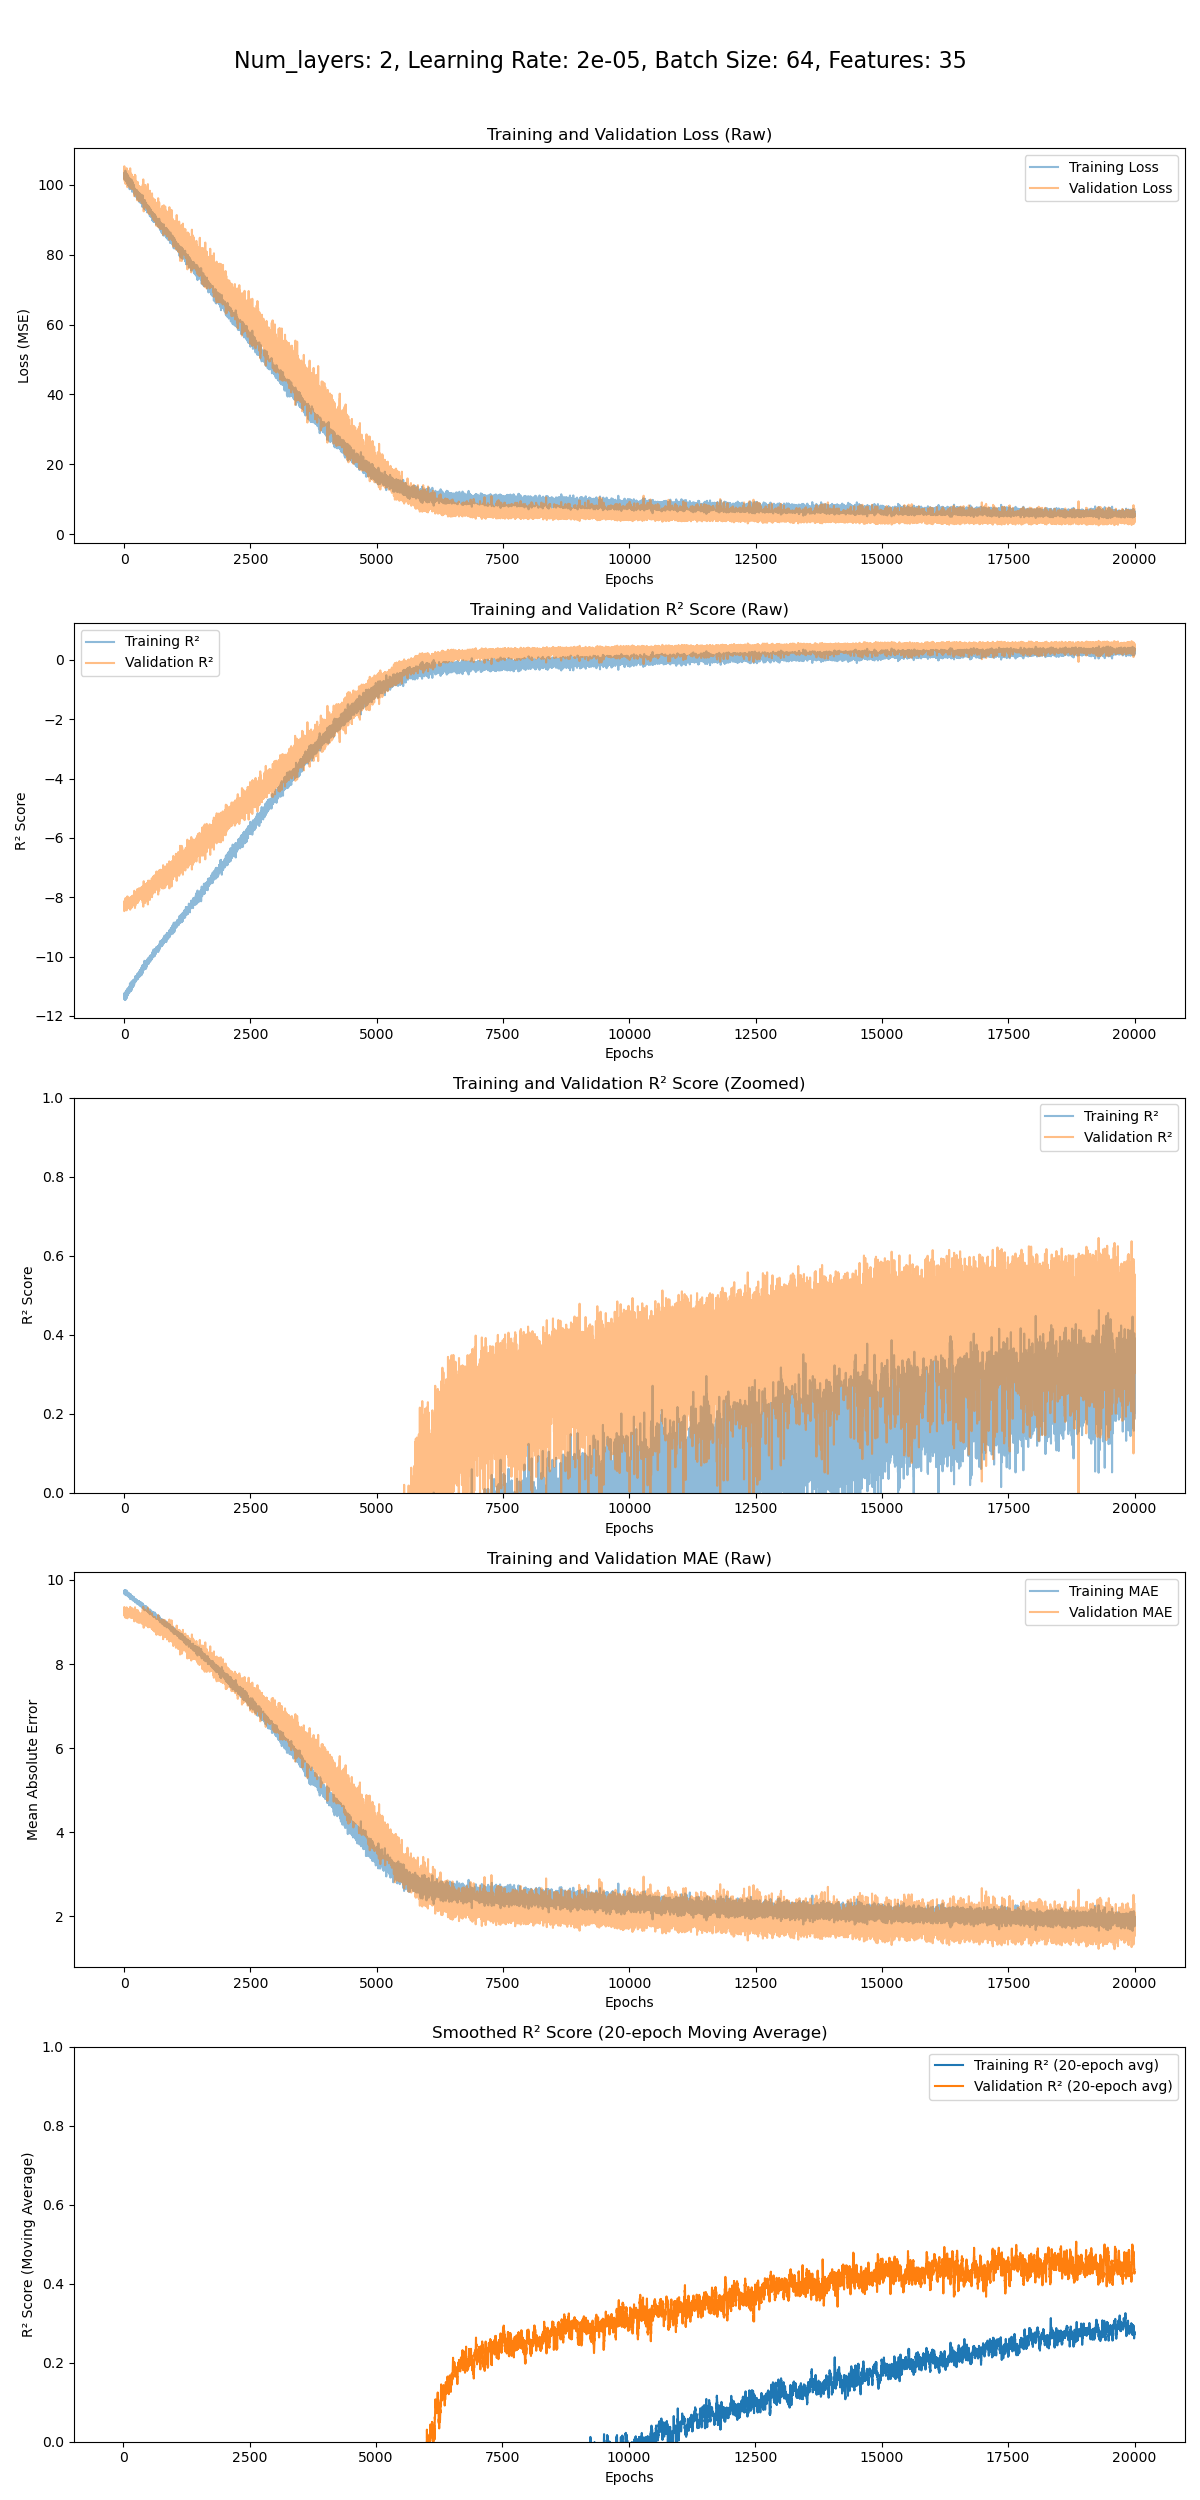 Num_layers: 2, Learning Rate: 2e-05, Batch Size: 64, Features: 35
Training and Validation Loss (Raw)
Training Loss
Validation Loss
100
80
60
40
20
0
Loss (MSE)
0 2500 5000 7500 10000 12500 15000 17500 20000
Epochs
Training and Validation R² Score (Raw)
Training R²
Validation R²
0
−2
−4
−6
−8
−10
−12
R² Score
0 2500 5000 7500 10000 12500 15000 17500 20000
Epochs
Training and Validation R² Score (Zoomed)
Training R²
Validation R²
1.0
0.8
0.6
0.4
0.2
0.0
R² Score
0 2500 5000 7500 10000 12500 15000 17500 20000
Epochs
Training and Validation MAE (Raw)
Training MAE
Validation MAE
10
8
6
4
2
Mean Absolute Error
0 2500 5000 7500 10000 12500 15000 17500 20000
Epochs
Smoothed R² Score (20-epoch Moving Average)
Training R² (20-epoch avg)
Validation R² (20-epoch avg)
1.0
0.8
0.6
0.4
0.2
0.0
R² Score (Moving Average)
0 2500 5000 7500 10000 12500 15000 17500 20000
Epochs